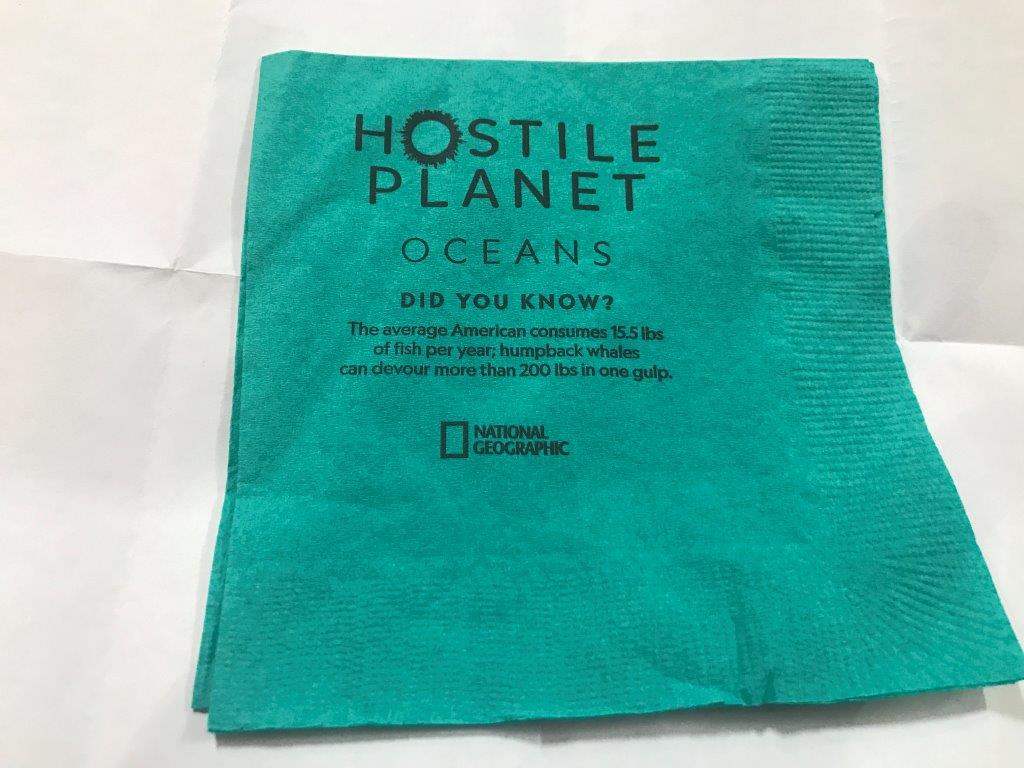 HOSTILE
PLANET
OCEANS
DID YOU KNOW?
The average American consumes 15.5 lbs
of fish per year; humpback whales
can devour more than 200 lbs in one gulp.
NATIONAL
GEOGRAPHIC